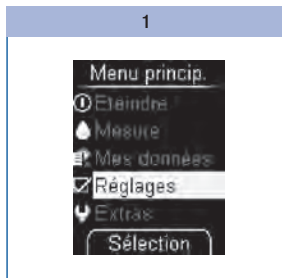 1
Menu princip.
Eteindre
Mesure
Mes données
Réglages
Extras
Sélection